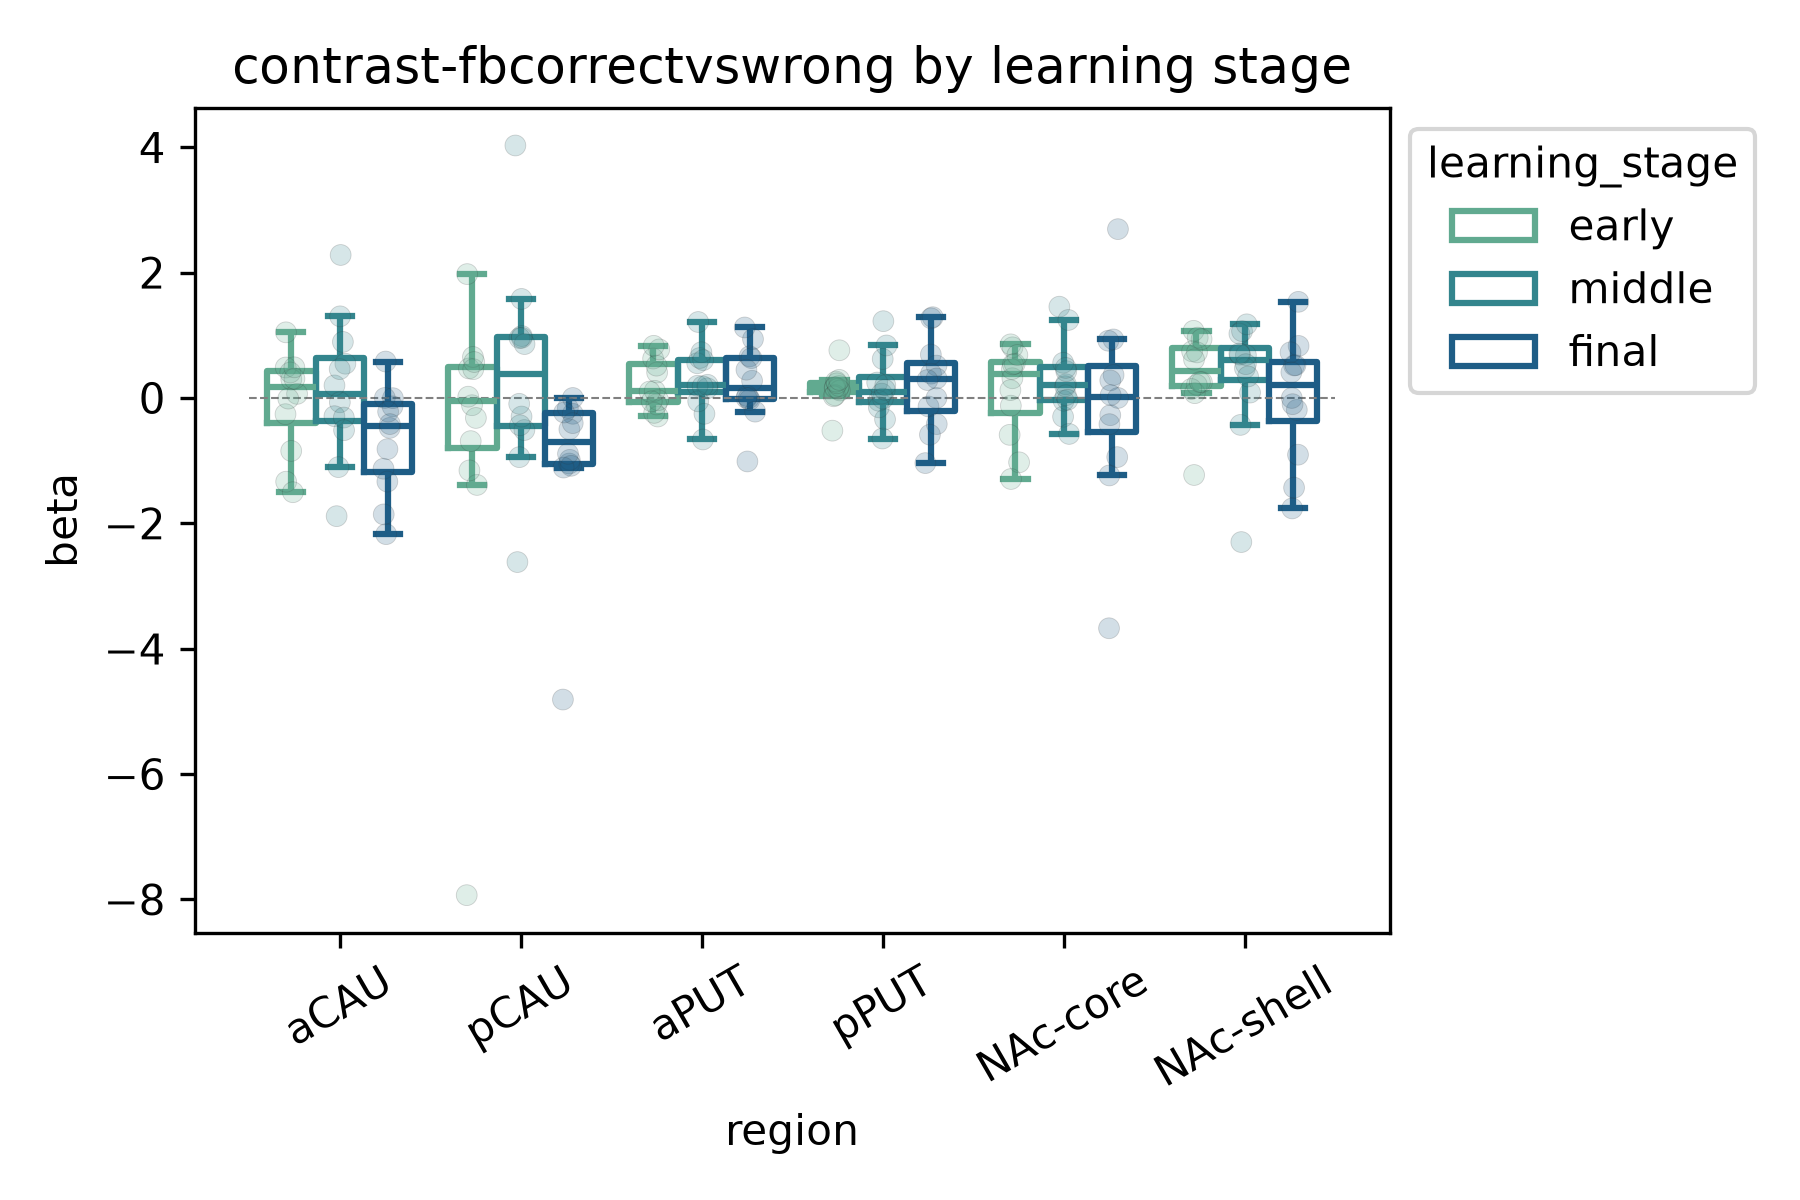 contrast-fbcorrectvswrong by learning stage
learning_stage
early
middle
final
beta
4
2
0
−2
−4
−6
−8
aCAU
pCAU
aPUT
pPUT
NAc-core
NAc-shell
region